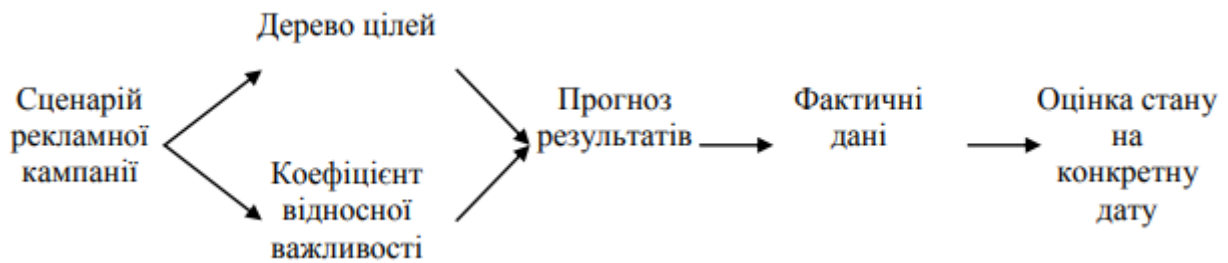 Дерево цілей
Сценарій
рекламної
кампанії
Коефіцієнт
відносної
важливості
Прогноз
результатів
Фактичні
дані
Оцінка стану
на
конкретну
дату